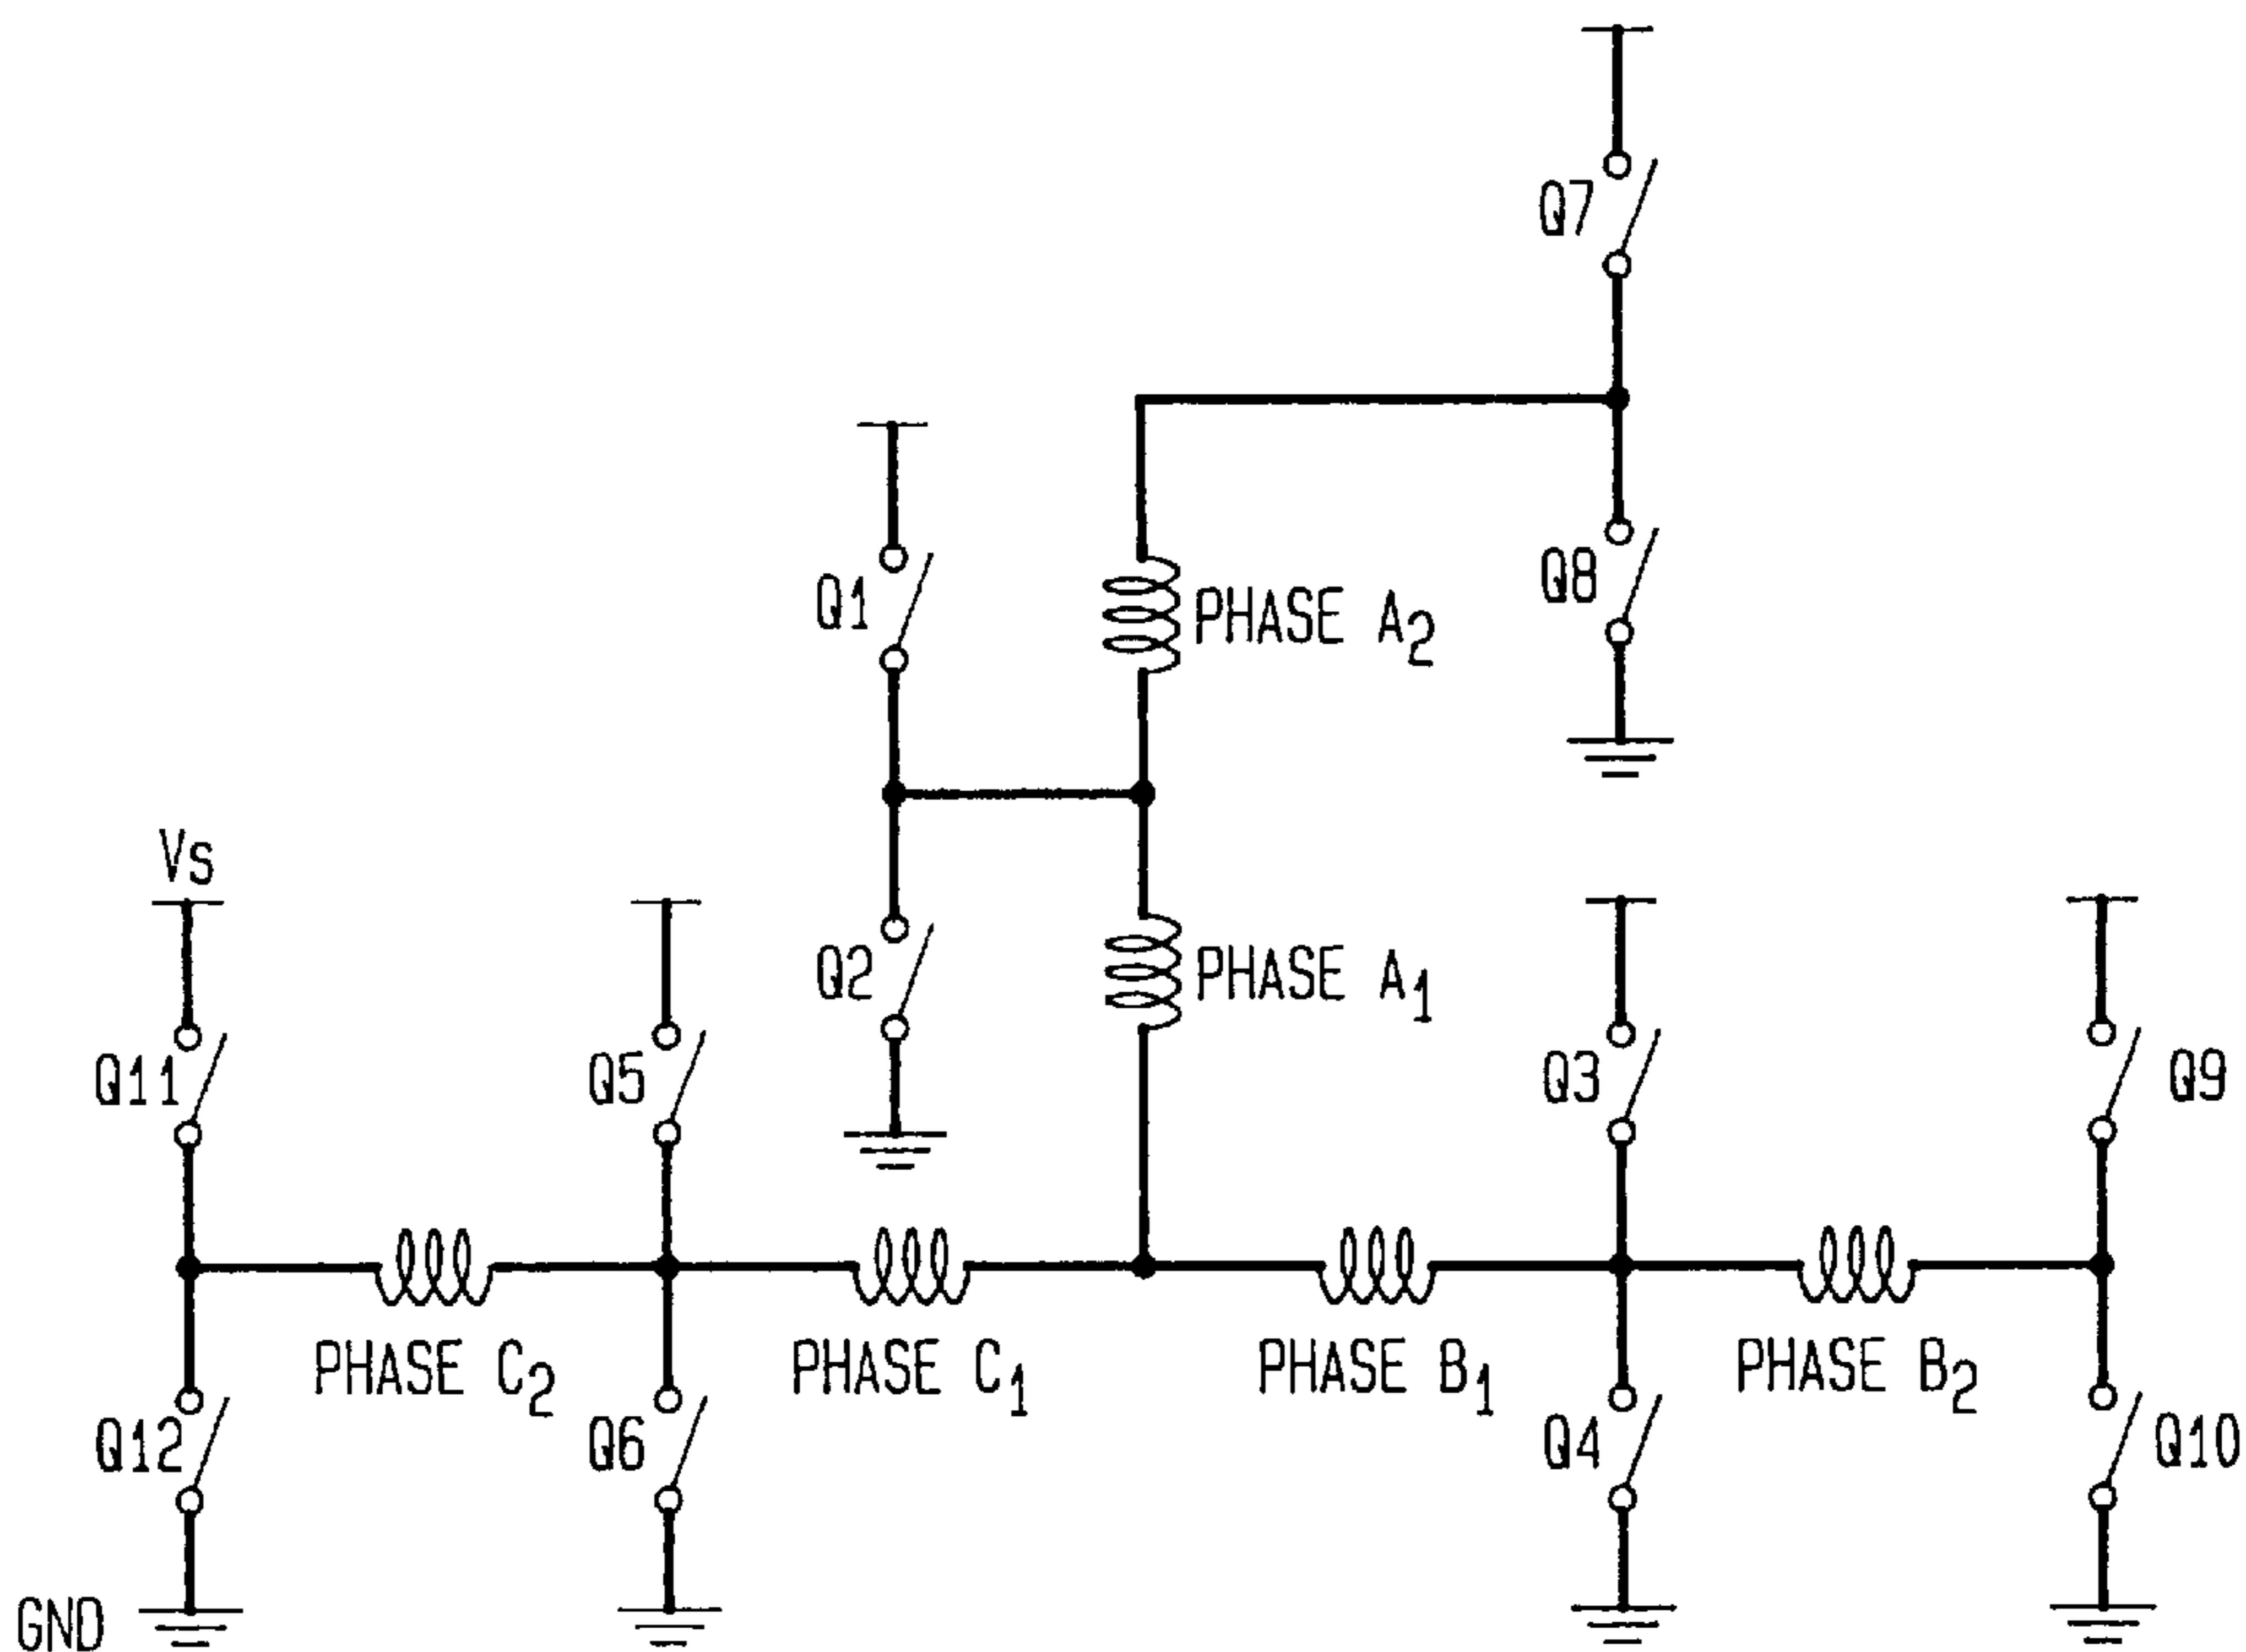 Q7
Q1
PHASE A2
Q8
Vs
Q2
PHASE A1
Q11
Q5
Q3
Q9
PHASE C2
PHASE C1
PHASE B1
PHASE B2
Q12
Q6
Q4
Q10
GND